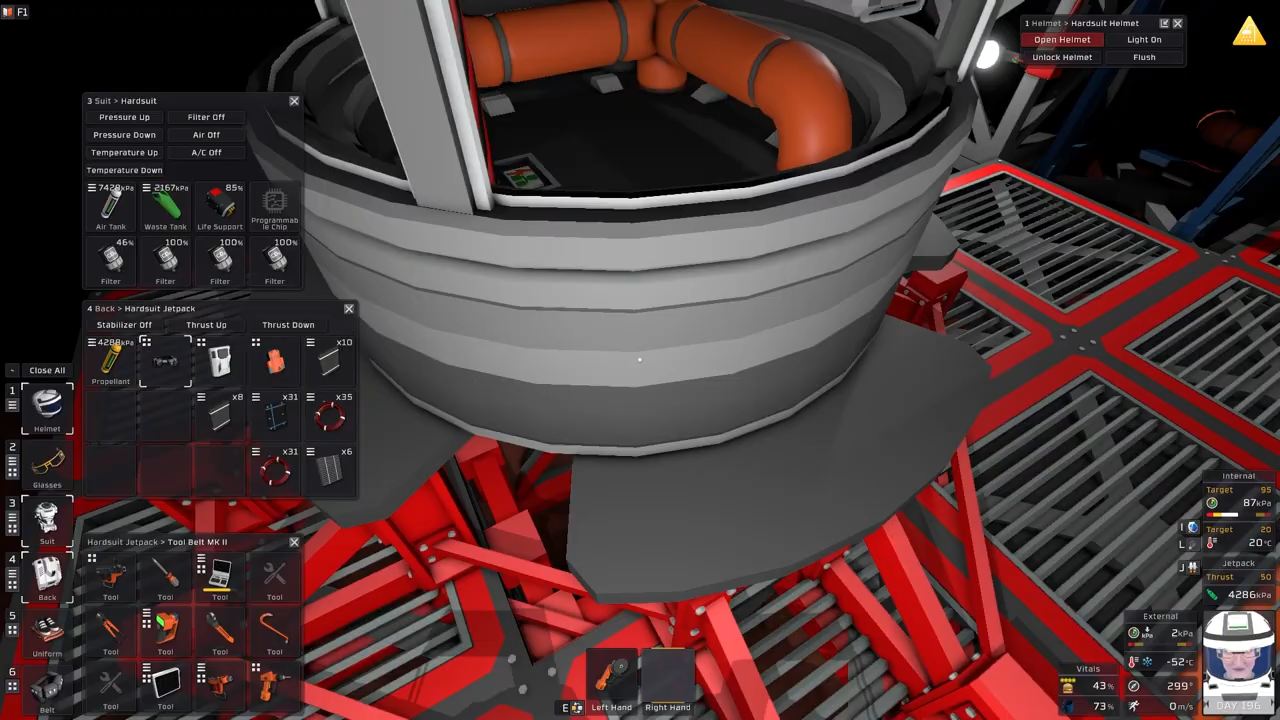 F1
1 Helmet > Hardsuit Helmet
Open Helmet
Light On
Unlock Helmet
Flush
3 Suit > Hardsuit
Pressure Up
Filter Off
Pressure Down
Air Off
Temperature Up
A/C Off
Temperature Down
7428kPa
2167kPa
85%
Air Tank
Waste Tank
Life Support
Programmab
le Chip
46%
100%
100%
100%
Filter
Filter
Filter
Filter
4 Back > Hardsuit Jetpack
Stabilizer Off
Thrust Up
Thrust Down
4288kPa
x10
Propellant
x8
x31
x35
x31
x6
- Close All
1
Helmet
2
Glasses
3
Suit
4
Back
5
Uniform
6
Belt
Hardsuit Jetpack > Tool Belt MK II
Tool
Tool
Tool
Tool
Tool
Tool
Tool
Tool
Tool
Tool
Tool
Tool
E
Left Hand
Right Hand
Internal
Target 95
87kPa
Target 20
20°C
Jetpack
Thrust 50
4286kPa
I
L
J
External
kPa
2kPa
-52°C
299°
0m/s
Vitals
43%
73%
DAY 196